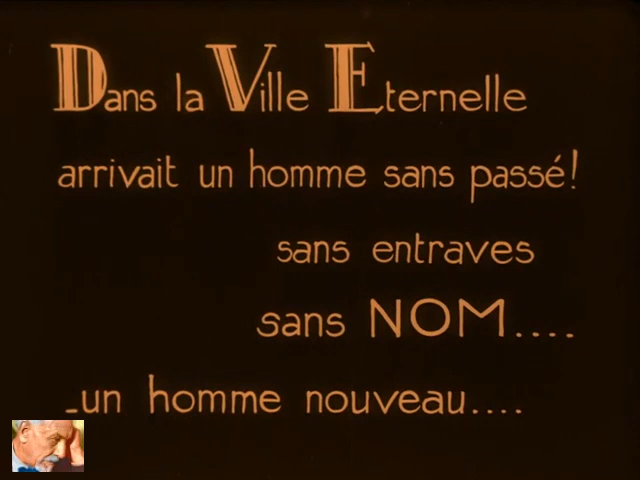 Dans la Ville Eternelle
arrivait un homme sans passé!
sans entraves
sans NOM....
-un homme nouveau....